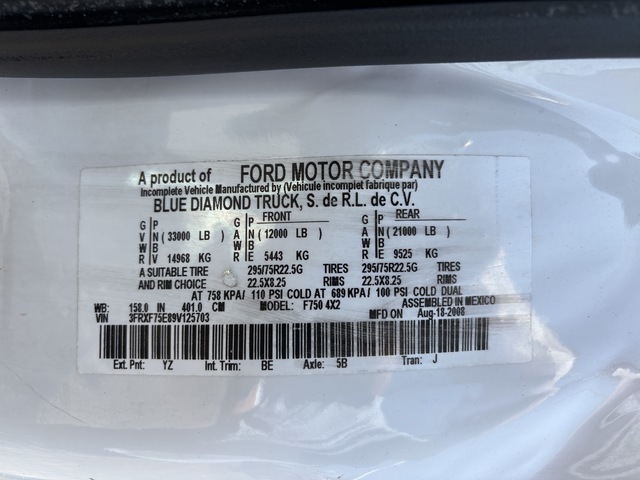 A product of FORD MOTOR COMPANY
Incomplete Vehicle Manufactured by (Vehicule incomplet fabrique par)
BLUE DIAMOND TRUCK, S. de R.L. de C.V.
G P G P FRONT G P REAR
V N (33000 LB) A N (12000 LB) A N (21000 LB)
W B W B W B
R V 14968 KG R E 5443 KG R E 9525 KG
A SUITABLE TIRE 295/75R22.5G TIRES 295/75R22.5G TIRES
AND RIM CHOICE 22.5X8.25 RIMS 22.5X8.25 RIMS
AT 758 KPA/ 110 PSI COLD AT 689 KPA/ 100 PSI COLD DUAL
WB: 158.0 IN 401.0 CM MODEL: F750 4X2 ASSEMBLED IN MEXICO
VIN 3FRXF75E89V125703 MFD ON Aug-18-2008
Ext. Pnt: YZ Int. Trim: BE Axle: 5B Tran: J